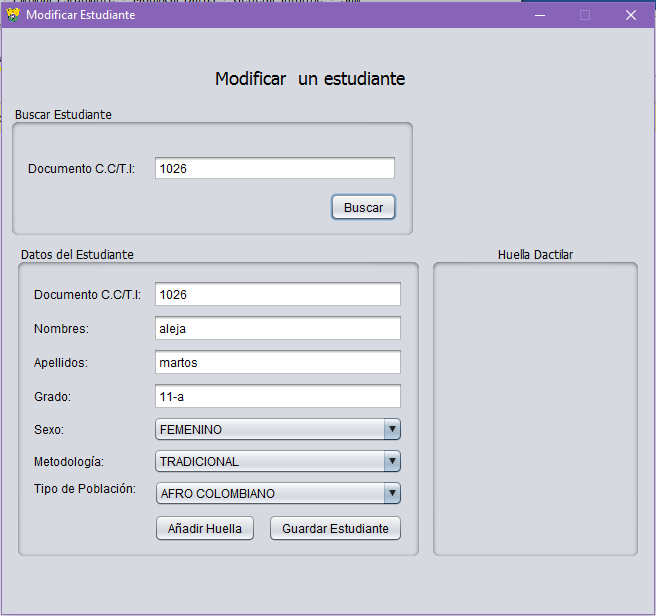 Modificar Estudiante
Modificar un estudiante
Buscar Estudiante
Documento C.C/T.I: 1026
Buscar
Datos del Estudiante
Huella Dactilar
Documento C.C/T.I: 1026
Nombres: aleja
Apellidos: martos
Grado: 11-a
Sexo: FEMENINO
Metodología: TRADICIONAL
Tipo de Población: AFRO COLOMBIANO
Añadir Huella Guardar Estudiante